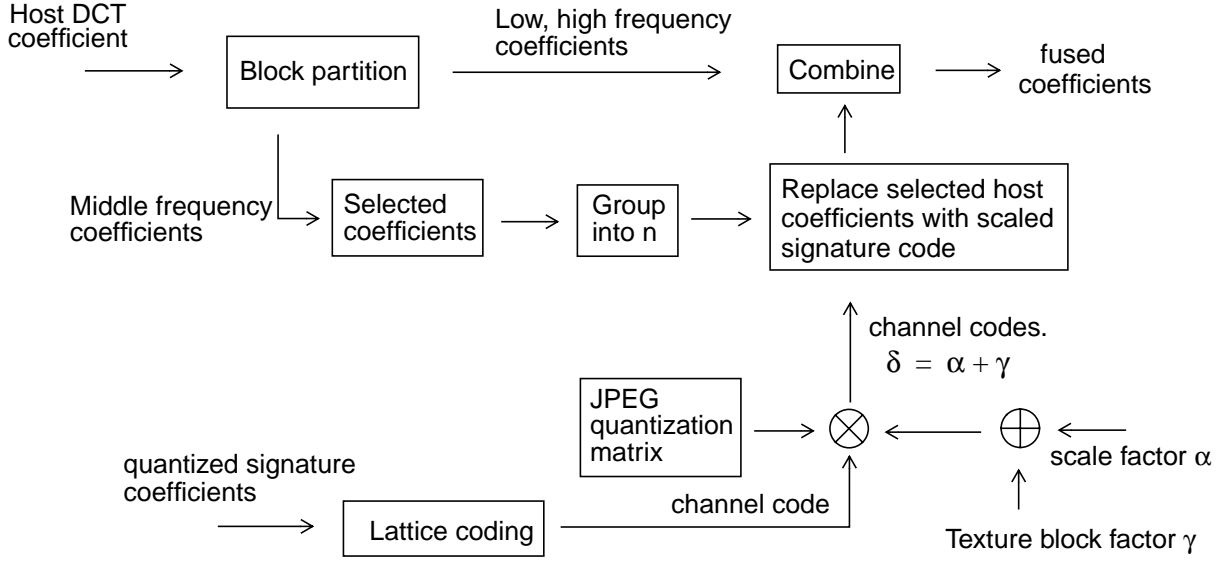 Host DCT
coefficient
Block partition
Low, high frequency
coefficients
Combine
fused
coefficients
Middle frequency
coefficients
Selected
coefficients
Group
into n
Replace selected host
coefficients with scaled
signature code
channel codes.
δ = α + γ
JPEG
quantization
matrix
scale factor α
quantized signature
coefficients
Lattice coding
channel code
Texture block factor γ